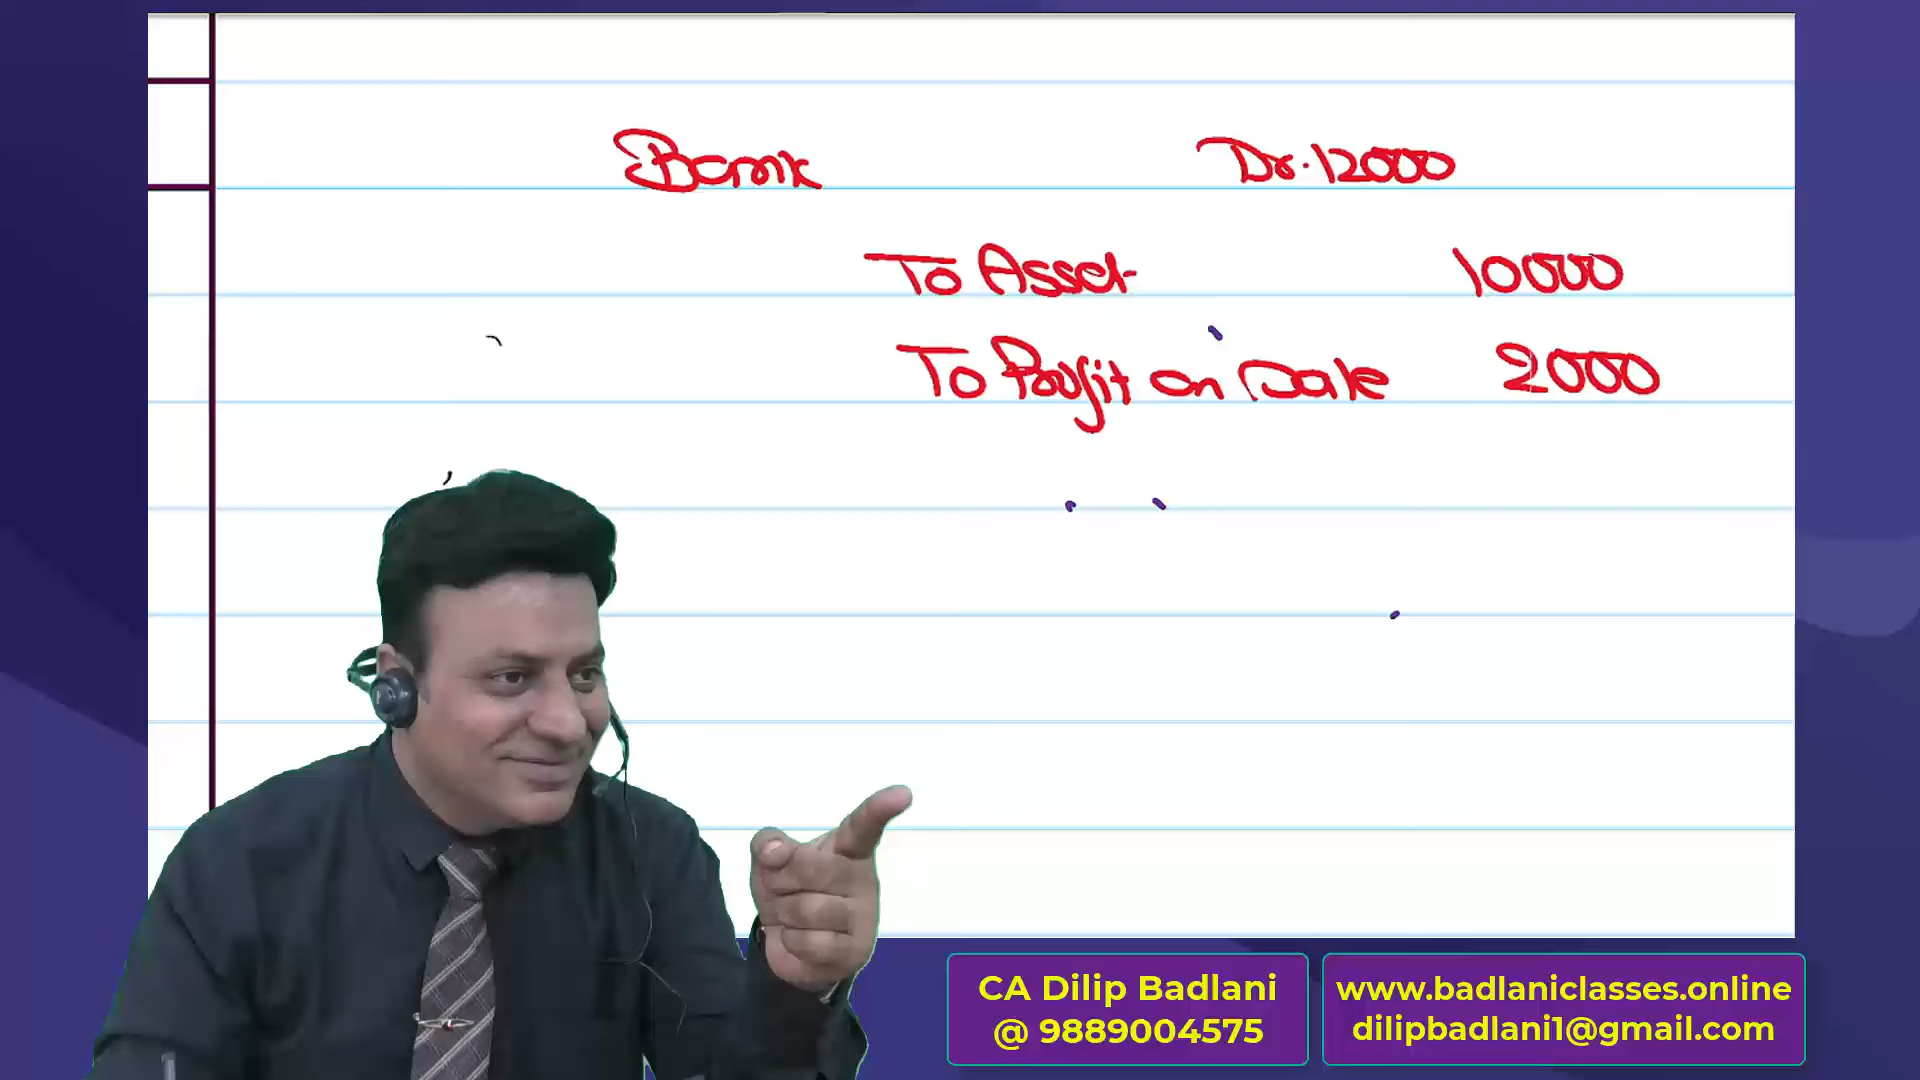 Bank Dr. 12000
To Asset 10000
To Profit on Sale 2000
CA Dilip Badlani
@ 9889004575
www.badlaniclasses.online
dilipbadlani1@gmail.com